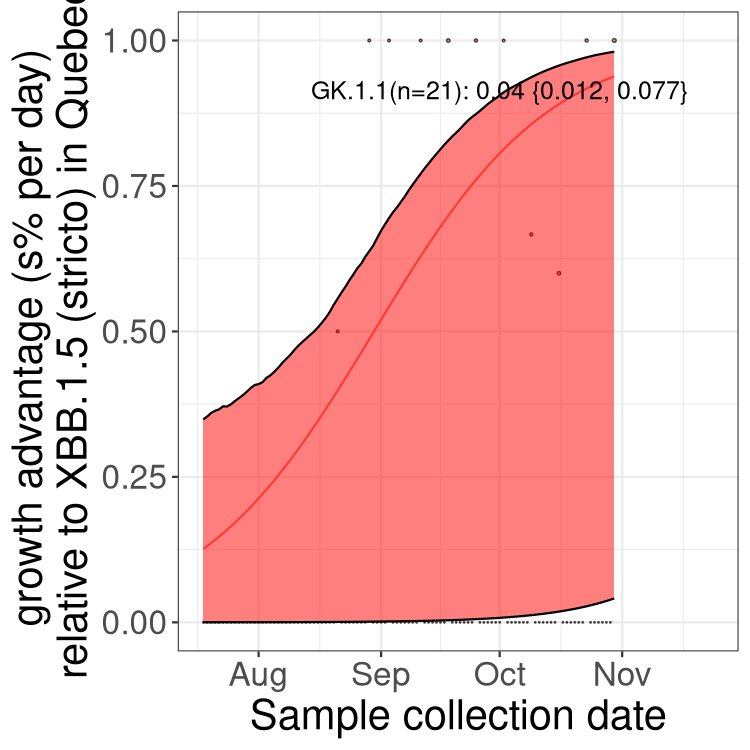 growth advantage (s% per day)
relative to XBB.1.5 (stricto) in Quebec
1.00
0.75
0.50
0.25
0.00
GK.1.1(n=21): 0.04 {0.012, 0.077}
Aug Sep Oct Nov
Sample collection date